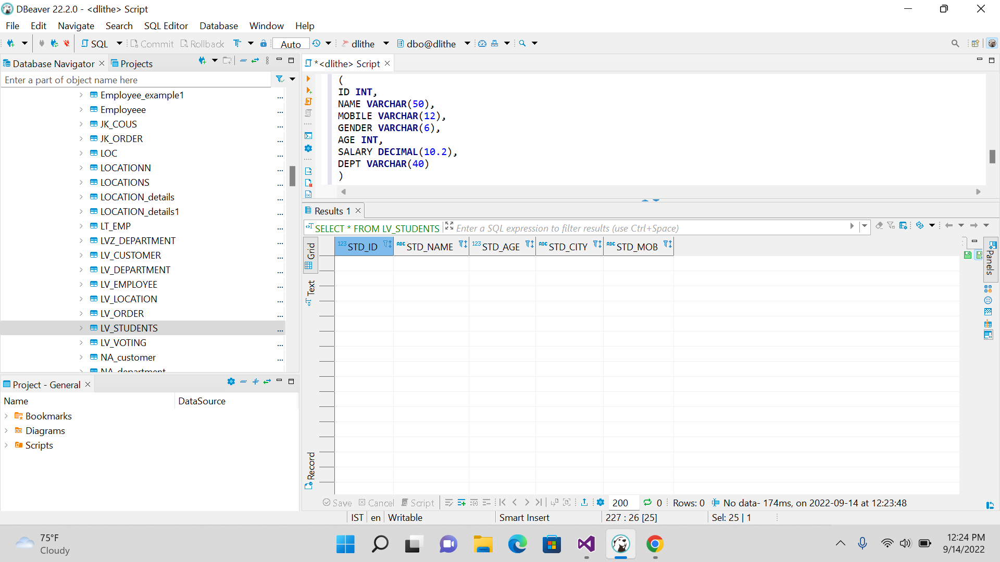 DBeaver 22.2.0 - <dlithe> Script
File Edit Navigate Search SQL Editor Database Window Help
SQL Commit Rollback Auto dlithe dbo@dlithe
Database Navigator Projects
Enter a part of object name here
Employee_example1 ...
Employeee ...
JK_COUS ...
JK_ORDER ...
LOC ...
LOCATIONN ...
LOCATIONS ...
LOCATION_details ...
LOCATION_details1 ...
LT_EMP ...
LVZ_DEPARTMENT ...
LV_CUSTOMER ...
LV_DEPARTMENT ...
LV_EMPLOYEE ...
LV_LOCATION ...
LV_ORDER ...
LV_STUDENTS ...
LV_VOTING ...
NA_customer ...
NA_department
Project - General
Name DataSource
Bookmarks
Diagrams
Scripts
*<dlithe> Script
(
ID INT,
NAME VARCHAR(50),
MOBILE VARCHAR(12),
GENDER VARCHAR(6),
AGE INT,
SALARY DECIMAL(10.2),
DEPT VARCHAR(40)
)
Results 1
SELECT * FROM LV_STUDENTS Enter a SQL expression to filter results (use Ctrl+Space)
Grid
Text
Record
123 STD_ID ABC STD_NAME 123 STD_AGE ABC STD_CITY ABC STD_MOB
Panels
Save Cancel Script 200 0 Rows: 0 No data- 174ms, on 2022-09-14 at 12:23:48
IST en Writable Smart Insert 227 : 26 [25] Sel: 25 | 1
75°F
Cloudy
12:24 PM
9/14/2022